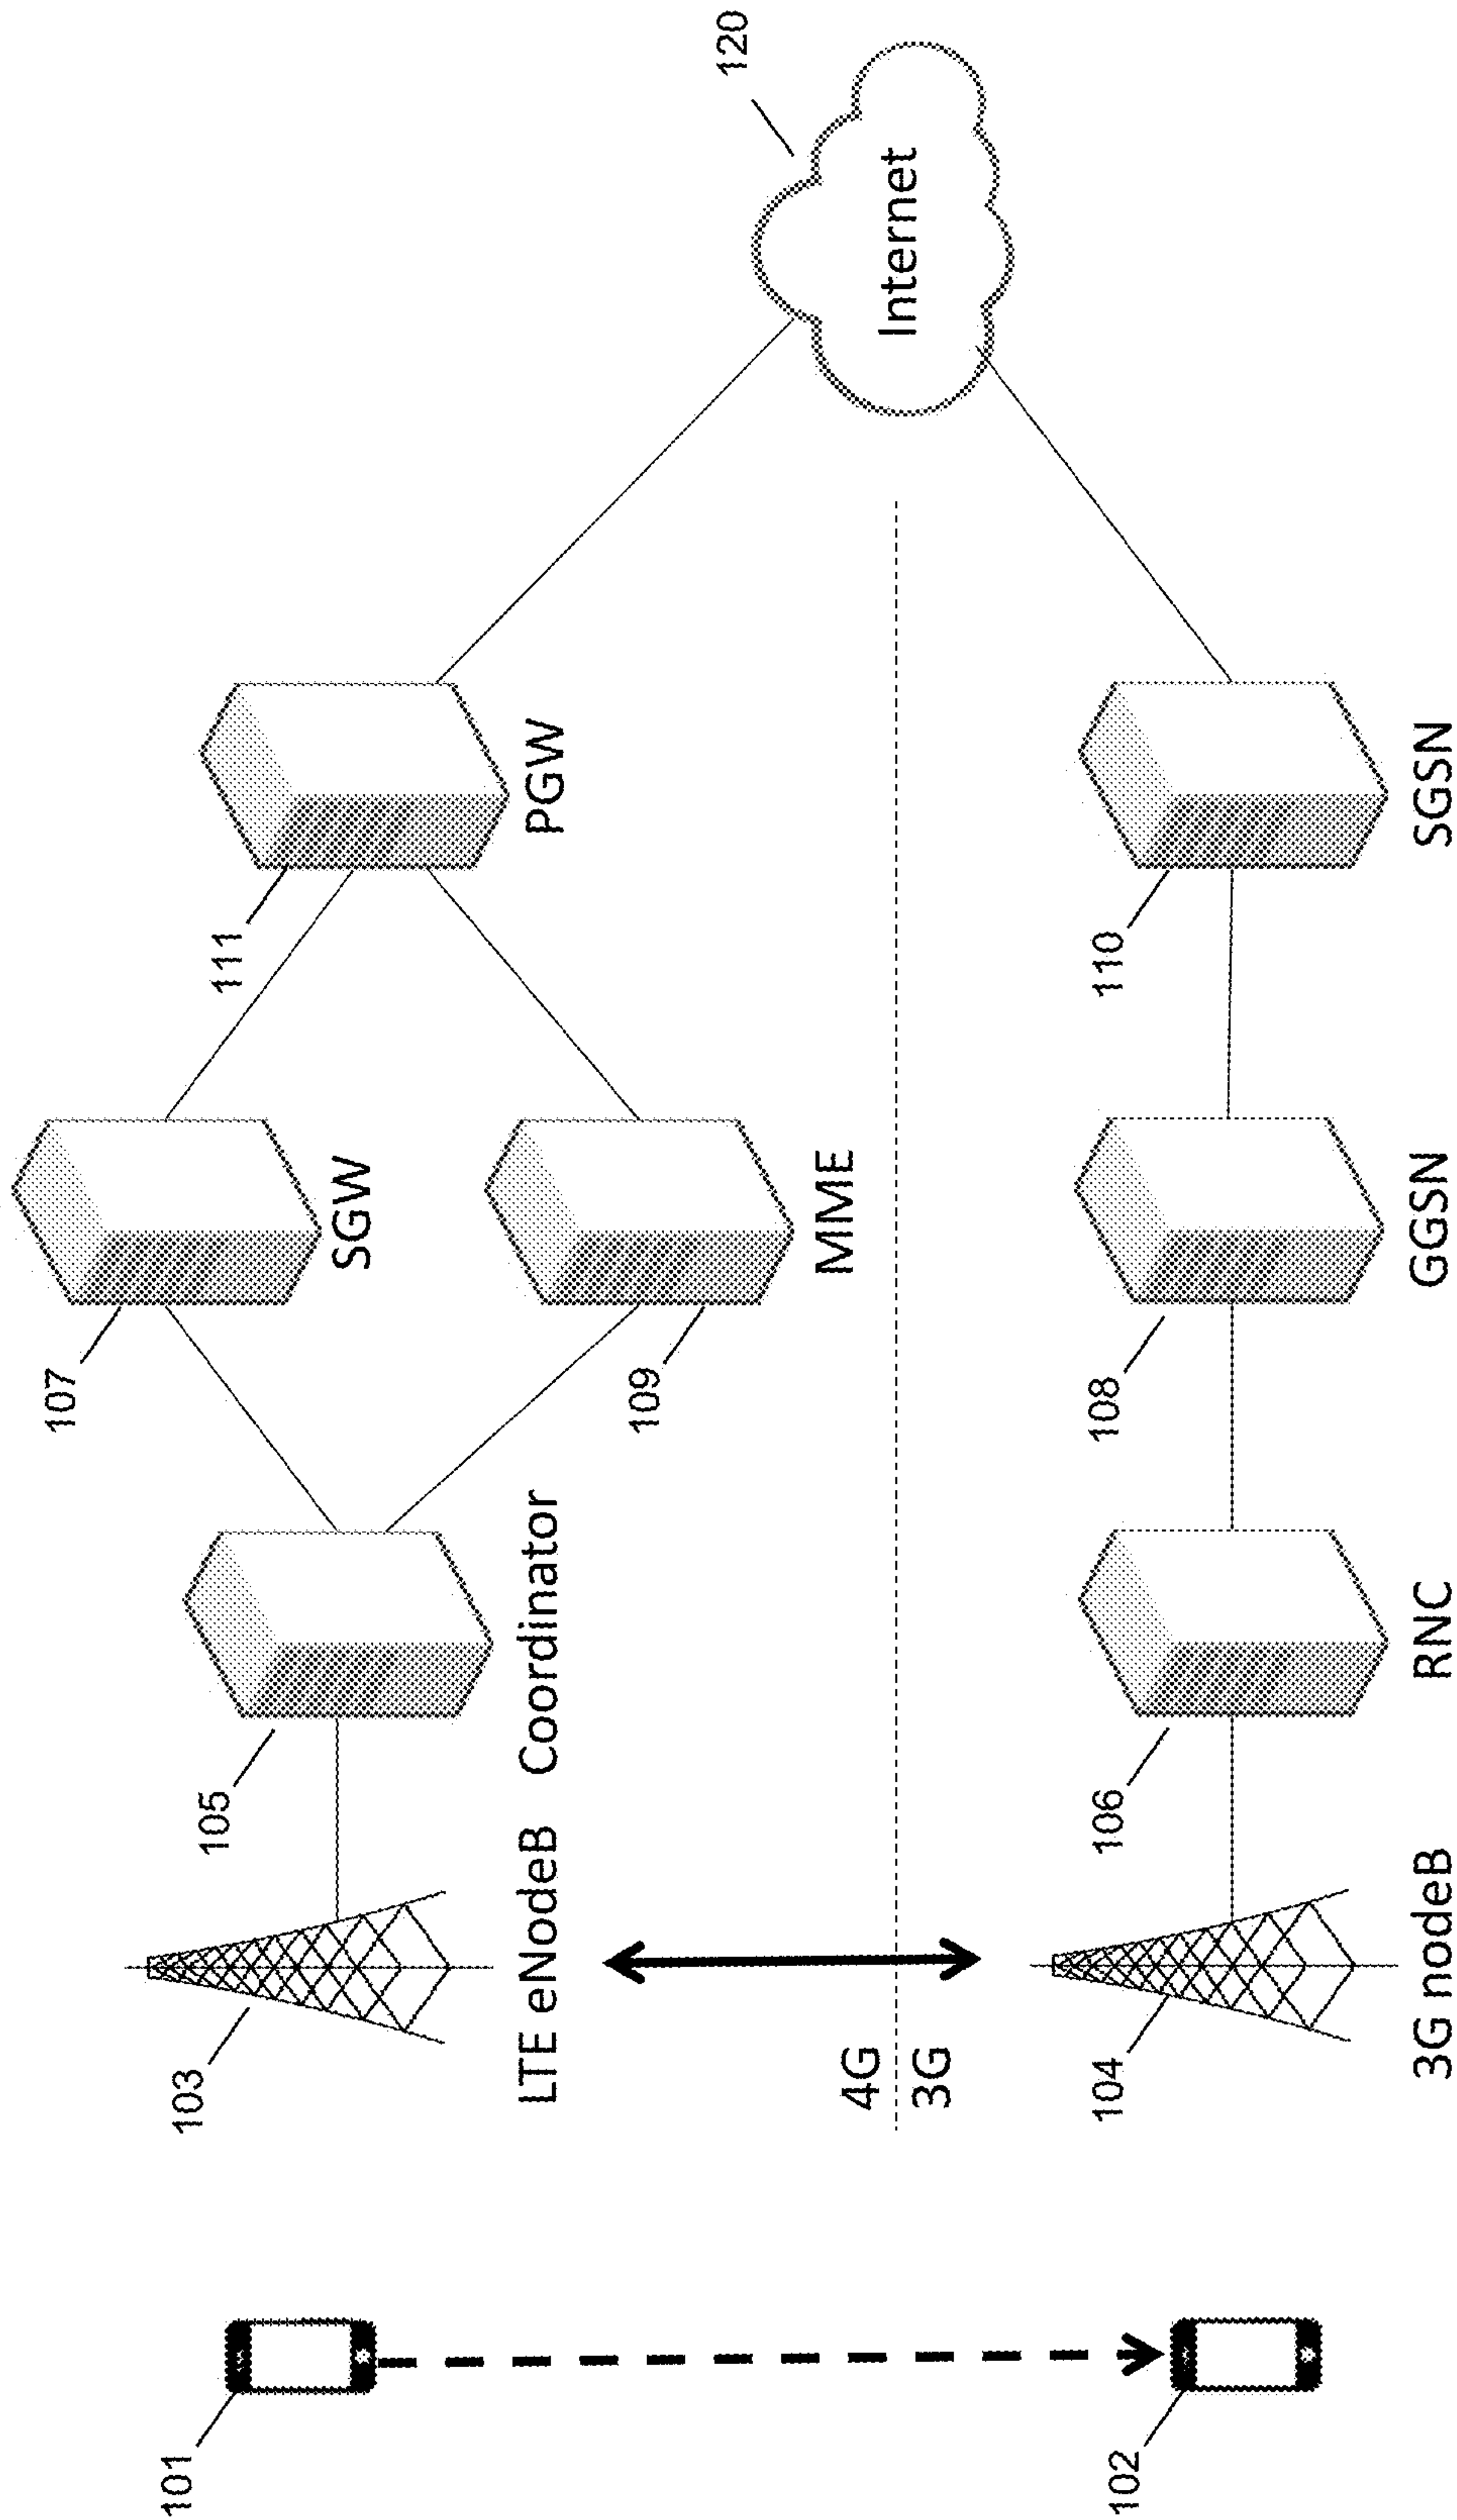 107
SGW
103
105
111
LTE eNodeB
Coordinator
PGW
101
109
MME
120
Internet
4G
3G
104
106
108
110
3G nodeB
RNC
GGSN
SGSN
102